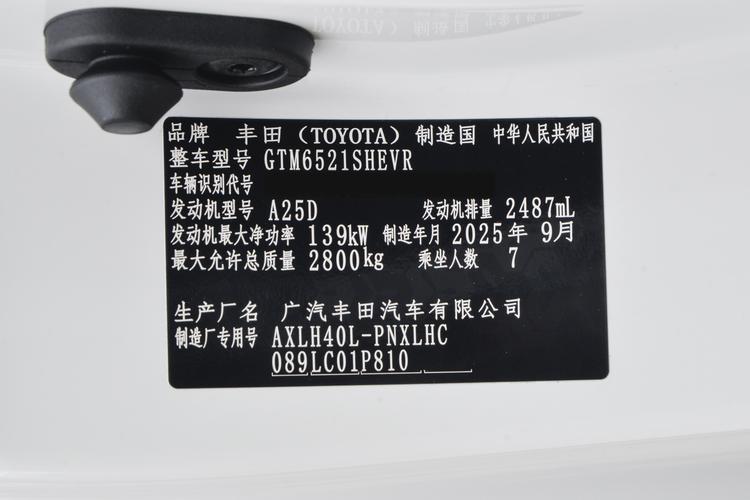 品牌 丰田（TOYOTA） 制造国 中华人民共和国
整车型号 GTM6521SHEVR
车辆识别代号
发动机型号 A25D 发动机排量 2487mL
发动机最大净功率 139kW 制造年月 2025年 9月
最大允许总质量 2800kg 乘坐人数 7
生产厂名 广汽丰田汽车有限公司
制造厂专用号 AXLH40L-PNXLHC
089LC01P810